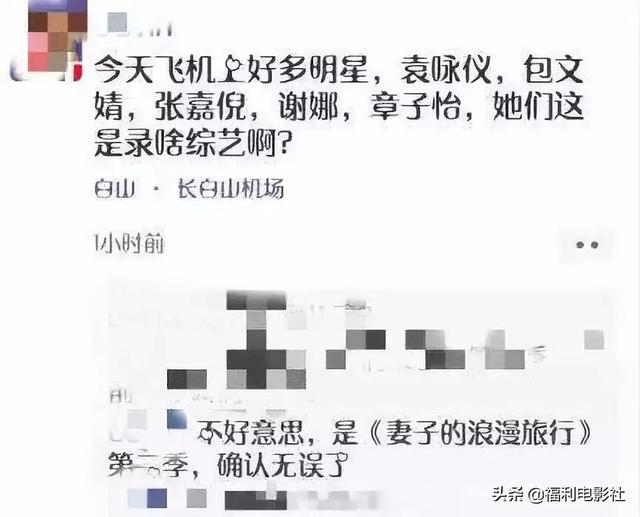 今天飞机上好多明星，袁咏仪，包文
婧，张嘉倪，谢娜，章子怡，她们这
是录啥综艺啊?
白山 · 长白山机场
1小时前
不好意思，是《妻子的浪漫旅行》
第二季，确认无误了
头条 @福利电影社